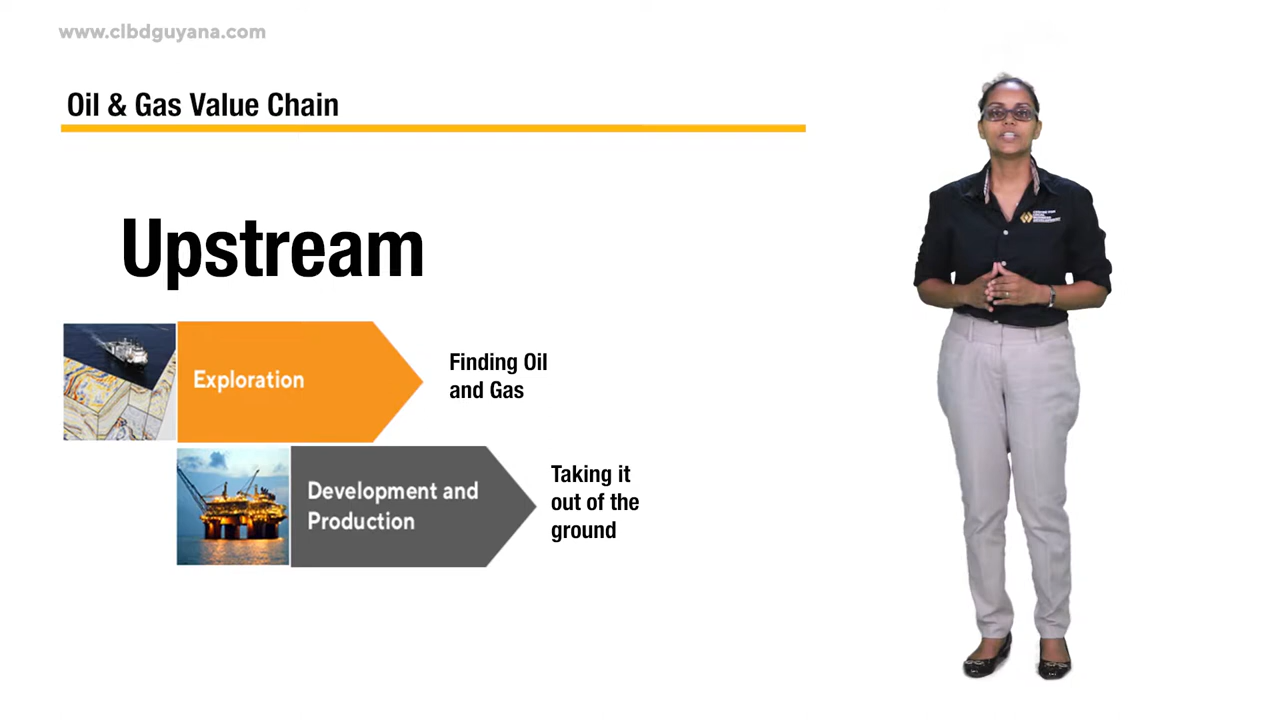 www.clbdguyana.com
Oil & Gas Value Chain
Upstream
Exploration
Finding Oil
and Gas
Development and
Production
Taking it
out of the
ground